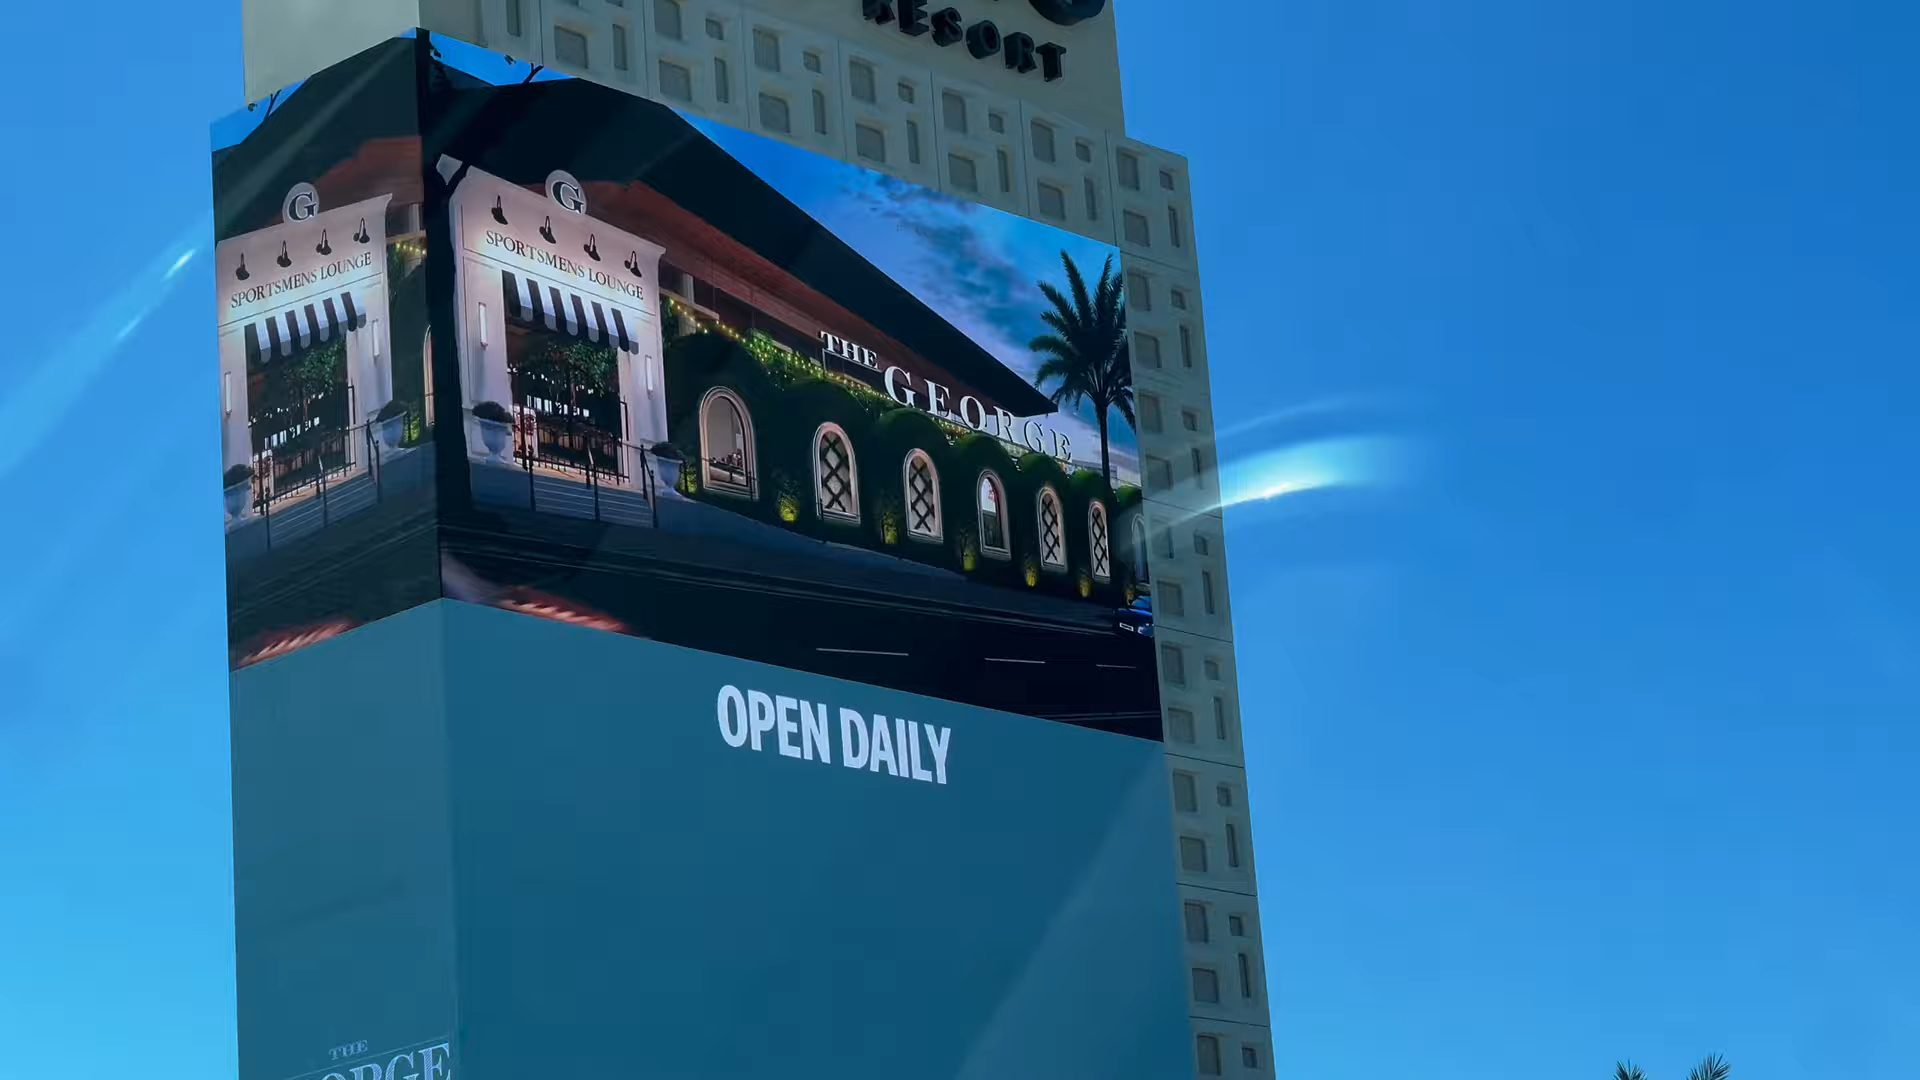 RESORT
G
SPORTSMENS LOUNGE
G
SPORTSMENS LOUNGE
THE
GEORGE
OPEN DAILY
THE